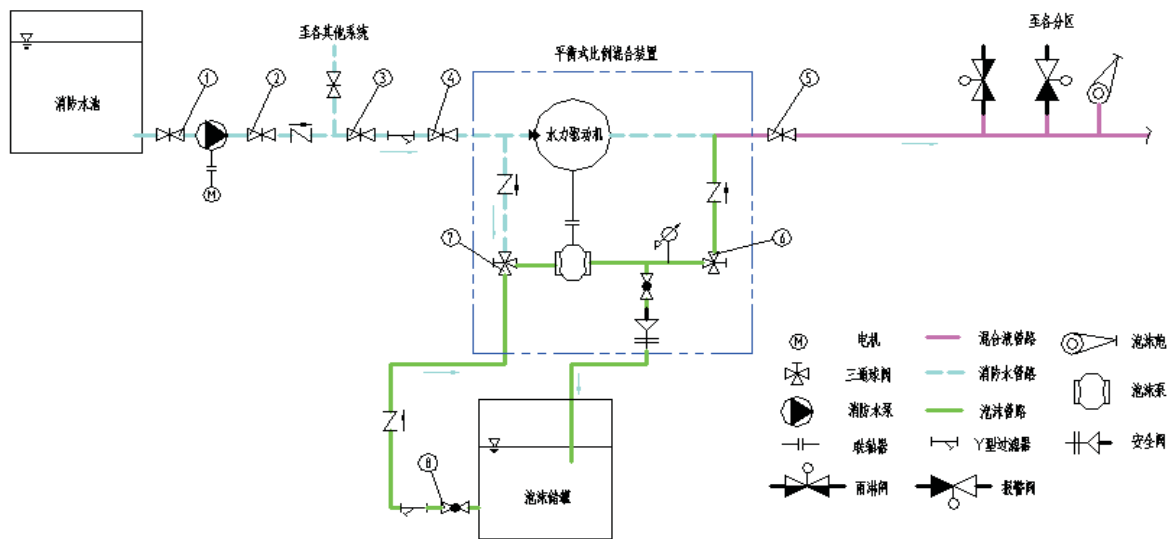 至各其他系统
至各分区
平衡式比例混合装置
消防水池
① ② ③ ④ ⑤
水力驱动机
M
⑦ P ⑥
泡沫储罐
⑧
M 电机 混合液管路 泡沫炮
三通球阀 消防水管路
消防水泵 泡沫管路 泡沫泵
联轴器 Y型过滤器 安全阀
雨淋阀 报警阀